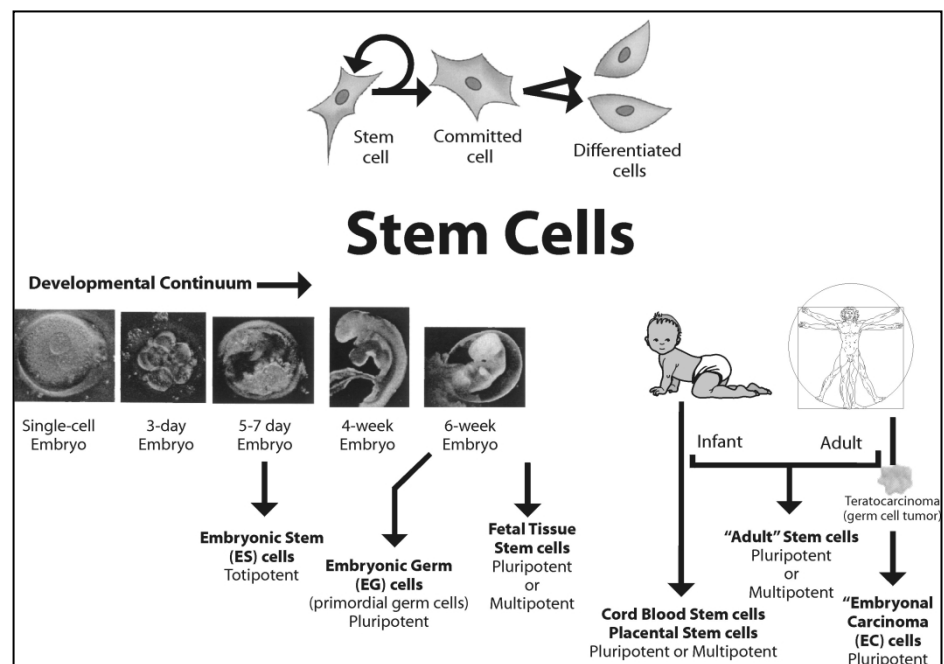 Stem
cell
Committed
cell
Differentiated
cells
Stem Cells
Developmental Continuum
Single-cell
Embryo
3-day
Embryo
5-7 day
Embryo
4-week
Embryo
6-week
Embryo
Infant
Adult
Teratocarcinoma
(germ cell tumor)
Embryonic Stem
(ES) cells
Totipotent
Embryonic Germ
(EG) cells
(primordial germ cells)
Pluripotent
Fetal Tissue
Stem cells
Pluripotent
or
Multipotent
Cord Blood Stem cells
Placental Stem cells
Pluripotent or Multipotent
“Adult” Stem cells
Pluripotent
or
Multipotent
“Embryonal
Carcinoma
(EC) cells
Pluripotent